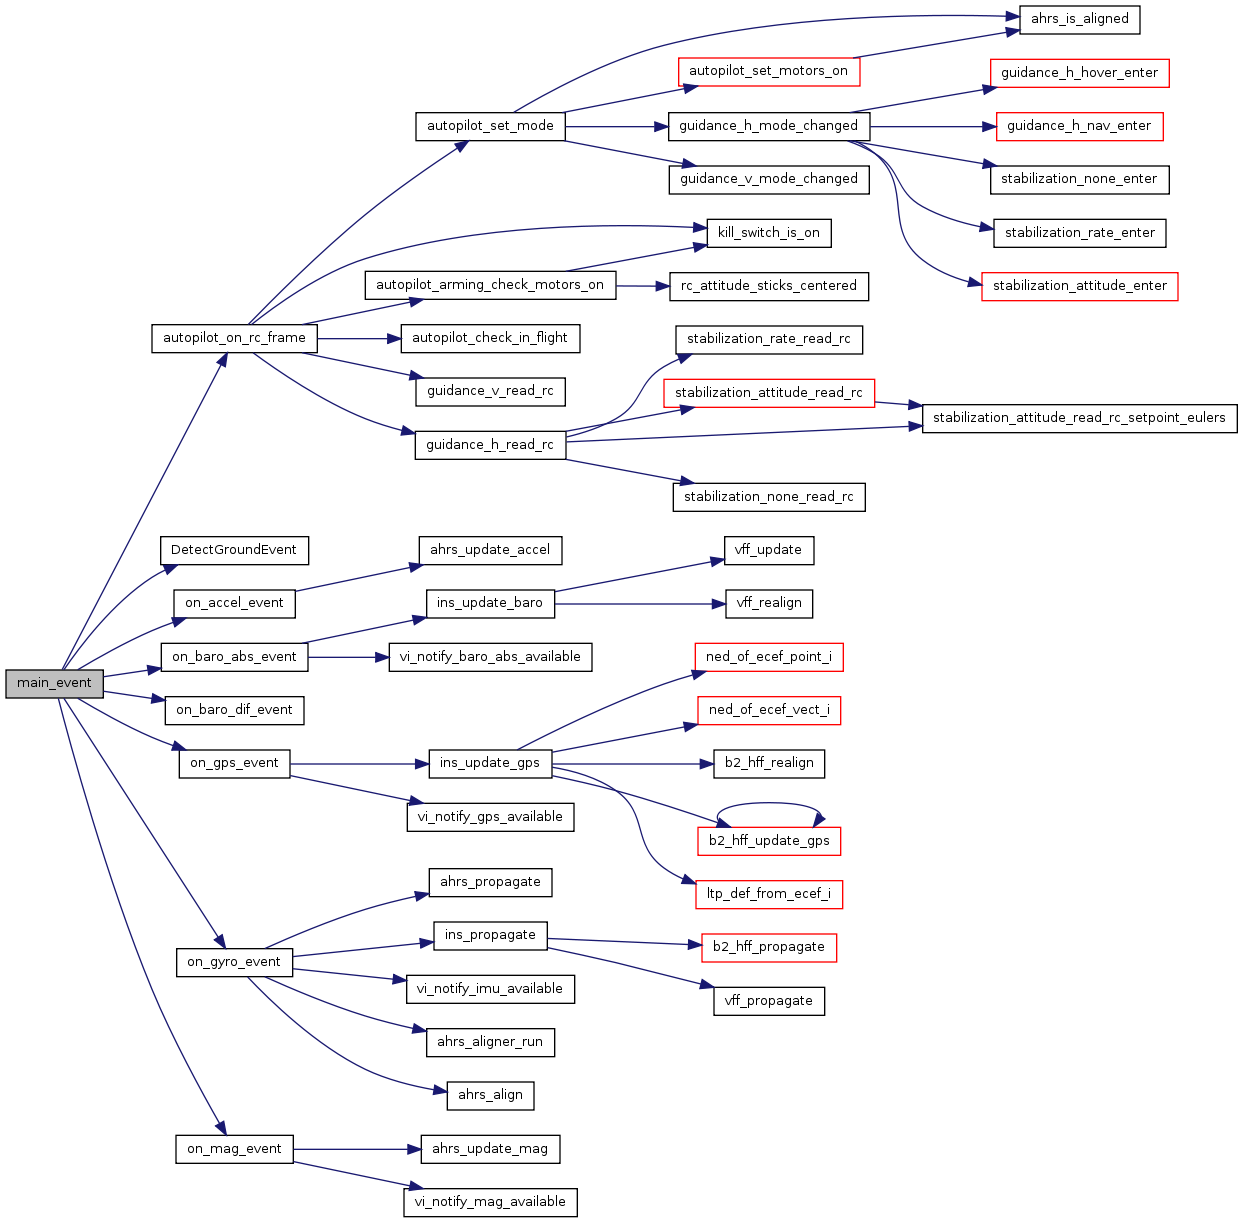 ahrs_is_aligned
autopilot_set_motors_on
guidance_h_hover_enter
autopilot_set_mode
guidance_h_mode_changed
guidance_h_nav_enter
guidance_v_mode_changed
stabilization_none_enter
kill_switch_is_on
stabilization_rate_enter
autopilot_arming_check_motors_on
rc_attitude_sticks_centered
stabilization_attitude_enter
autopilot_on_rc_frame
autopilot_check_in_flight
stabilization_rate_read_rc
guidance_v_read_rc
stabilization_attitude_read_rc
stabilization_attitude_read_rc_setpoint_eulers
guidance_h_read_rc
stabilization_none_read_rc
DetectGroundEvent
ahrs_update_accel
vff_update
on_accel_event
ins_update_baro
vff_realign
on_baro_abs_event
vi_notify_baro_abs_available
ned_of_ecef_point_i
main_event
on_baro_dif_event
ned_of_ecef_vect_i
on_gps_event
ins_update_gps
b2_hff_realign
vi_notify_gps_available
b2_hff_update_gps
ahrs_propagate
ltp_def_from_ecef_i
ins_propagate
b2_hff_propagate
on_gyro_event
vi_notify_imu_available
vff_propagate
ahrs_aligner_run
ahrs_align
on_mag_event
ahrs_update_mag
vi_notify_mag_available